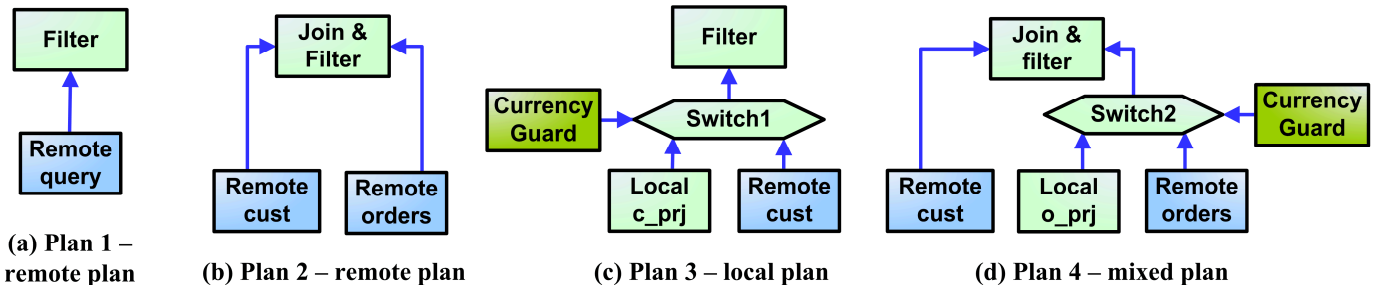 Filter
Remote
query
(a) Plan 1 –
remote plan
Join &
Filter
Remote
cust
Remote
orders
(b) Plan 2 – remote plan
Filter
Currency
Guard
Switch1
Local
c_prj
Remote
cust
(c) Plan 3 – local plan
Join &
filter
Switch2
Currency
Guard
Remote
cust
Local
o_prj
Remote
orders
(d) Plan 4 – mixed plan